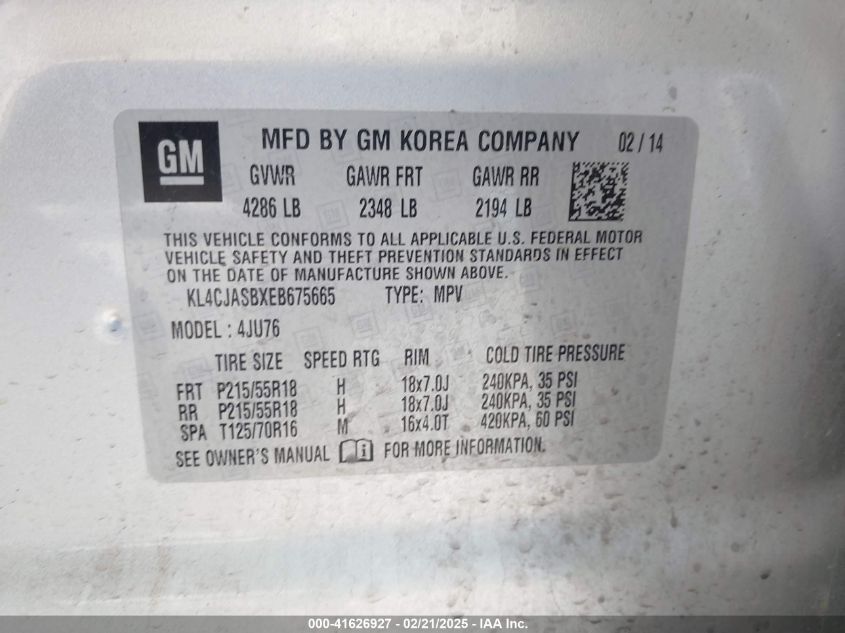 GM MFD BY GM KOREA COMPANY 02 / 14
GVWR GAWR FRT GAWR RR
4286 LB 2348 LB 2194 LB
THIS VEHICLE CONFORMS TO ALL APPLICABLE U.S. FEDERAL MOTOR
VEHICLE SAFETY AND THEFT PREVENTION STANDARDS IN EFFECT
ON THE DATE OF MANUFACTURE SHOWN ABOVE.
KL4CJASBXEB675665 TYPE: MPV
MODEL : 4JU76
TIRE SIZE SPEED RTG RIM COLD TIRE PRESSURE
FRT P215/55R18 H 18x7.0J 240KPA, 35 PSI
RR P215/55R18 H 18x7.0J 240KPA, 35 PSI
SPA T125/70R16 M 16x4.0T 420KPA, 60 PSI
SEE OWNER'S MANUAL i FOR MORE INFORMATION.
000-41626927 / 02/21/2025 - IAA Inc.